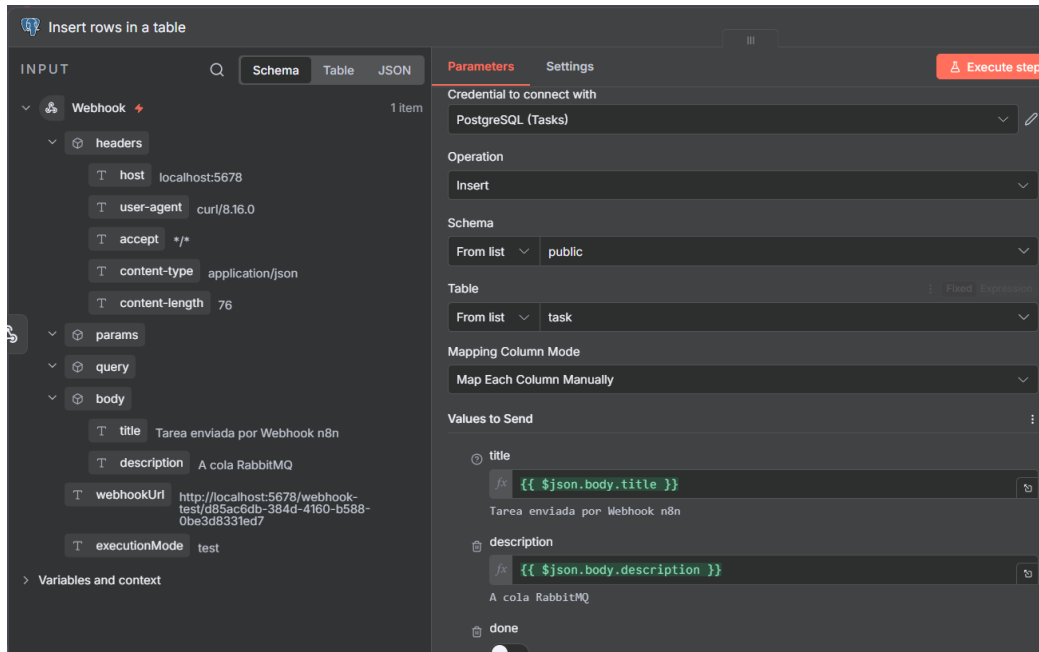 Insert rows in a table
INPUT
Schema
Table
JSON
Webhook
1 item
headers
T host localhost:5678
T user-agent curl/8.16.0
T accept */*
T content-type application/json
T content-length 76
params
query
body
T title Tarea enviada por Webhook n8n
T description A cola RabbitMQ
T webhookUrl http://localhost:5678/webhook-
test/d85ac6db-384d-4160-b588-
0be3d8331ed7
T executionMode test
Variables and context
Parameters
Settings
Execute step
Credential to connect with
PostgreSQL (Tasks)
Operation
Insert
Schema
From list
public
Table
Fixed Expression
From list
task
Mapping Column Mode
Map Each Column Manually
Values to Send
title
fx {{ $json.body.title }}
Tarea enviada por Webhook n8n
description
fx {{ $json.body.description }}
A cola RabbitMQ
done